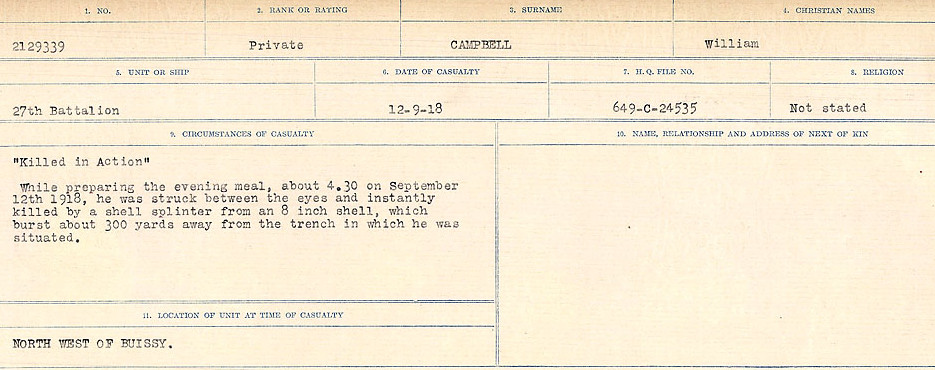 1. NO. 2. RANK OR RATING 3. SURNAME 4. CHRISTIAN NAMES
2129339 Private CAMPBELL William
5. UNIT OR SHIP 6. DATE OF CASUALTY 7. H. Q. FILE NO. 8. RELIGION
27th Battalion 12-9-18 649-C-24535 Not stated
9. CIRCUMSTANCES OF CASUALTY 10. NAME, RELATIONSHIP AND ADDRESS OF NEXT OF KIN
"Killed in Action"
While preparing the evening meal, about 4.30 on September
12th 1918, he was struck between the eyes and instantly
killed by a shell splinter from an 8 inch shell, which
burst about 300 yards away from the trench in which he was
situated.
11. LOCATION OF UNIT AT TIME OF CASUALTY
NORTH WEST OF BUISSY.